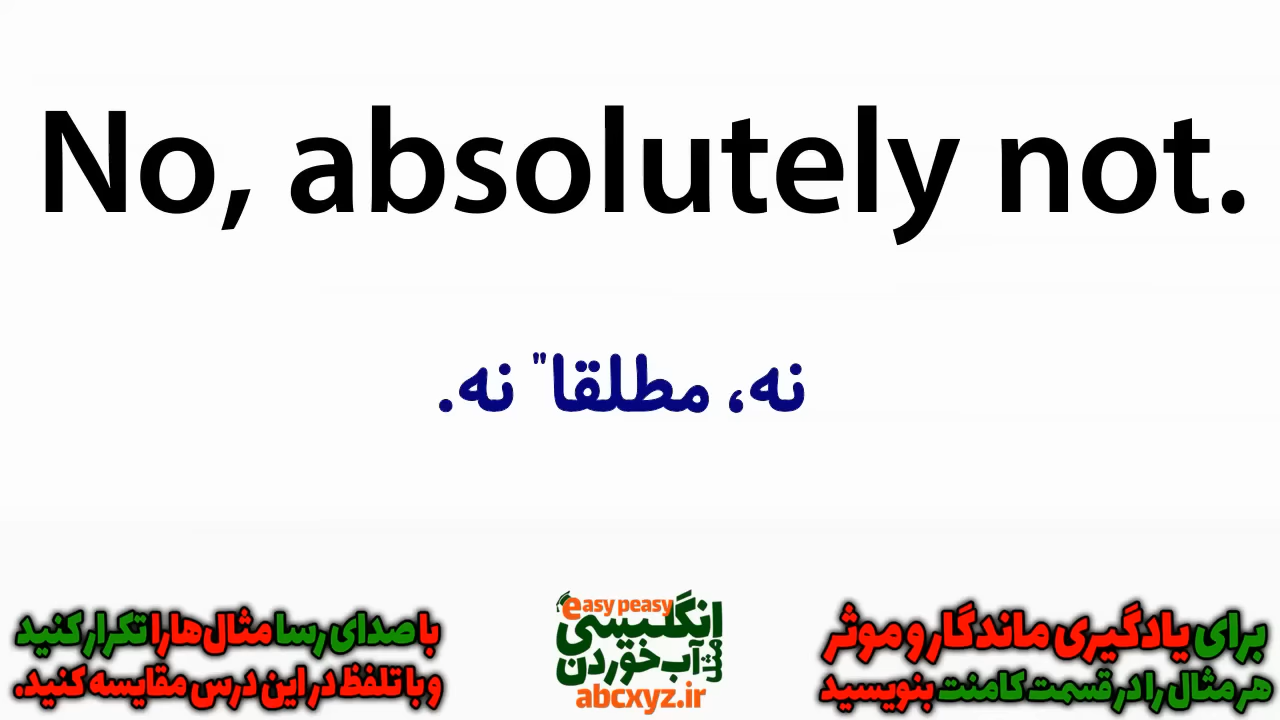 No, absolutely not.
نه، مطلقا" نه.
برای یادگیری ماندگار و موثر
هر مثال را در قسمت کامنت بنویسید
easy peasy
انگلیسی
مثل آب خوردن
abcxyz.ir
با صدای رسا مثال‌ها را تکرار کنید
و با تلفظ در این درس مقایسه کنید.